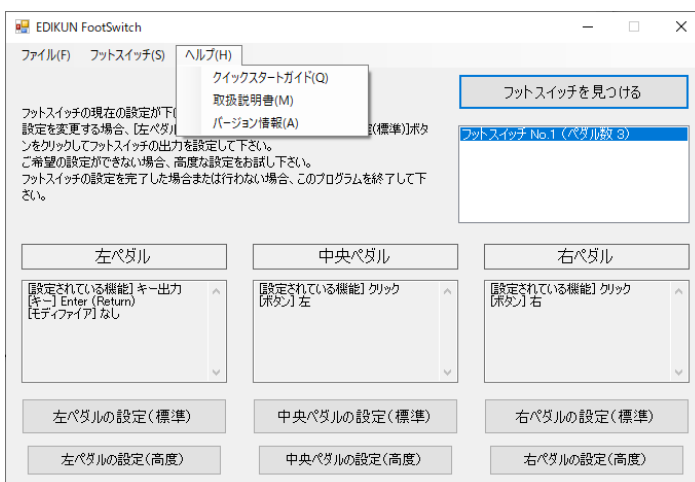 EDIKUN FootSwitch
ファイル(F) フットスイッチ(S) ヘルプ(H)
クイックスタートガイド(Q)
取扱説明書(M)
バージョン情報(A)
フットスイッチを見つける
フットスイッチの現在の設定が下
設定を変更する場合、[左ペダル
(標準)]ボタ
ンをクリックしてフットスイッチの出力を設定して下さい。
ご希望の設定ができない場合、高度な設定をお試し下さい。
フットスイッチの設定を完了した場合または行わない場合、このプログラムを終了して下
さい。
フットスイッチ No.1 (ペダル数 3)
左ペダル
[設定されている機能] キー出力
[キー] Enter (Return)
[モディファイア] なし
中央ペダル
[設定されている機能] クリック
[ボタン] 左
右ペダル
[設定されている機能] クリック
[ボタン] 右
左ペダルの設定(標準)
中央ペダルの設定(標準)
右ペダルの設定(標準)
左ペダルの設定(高度)
中央ペダルの設定(高度)
右ペダルの設定(高度)